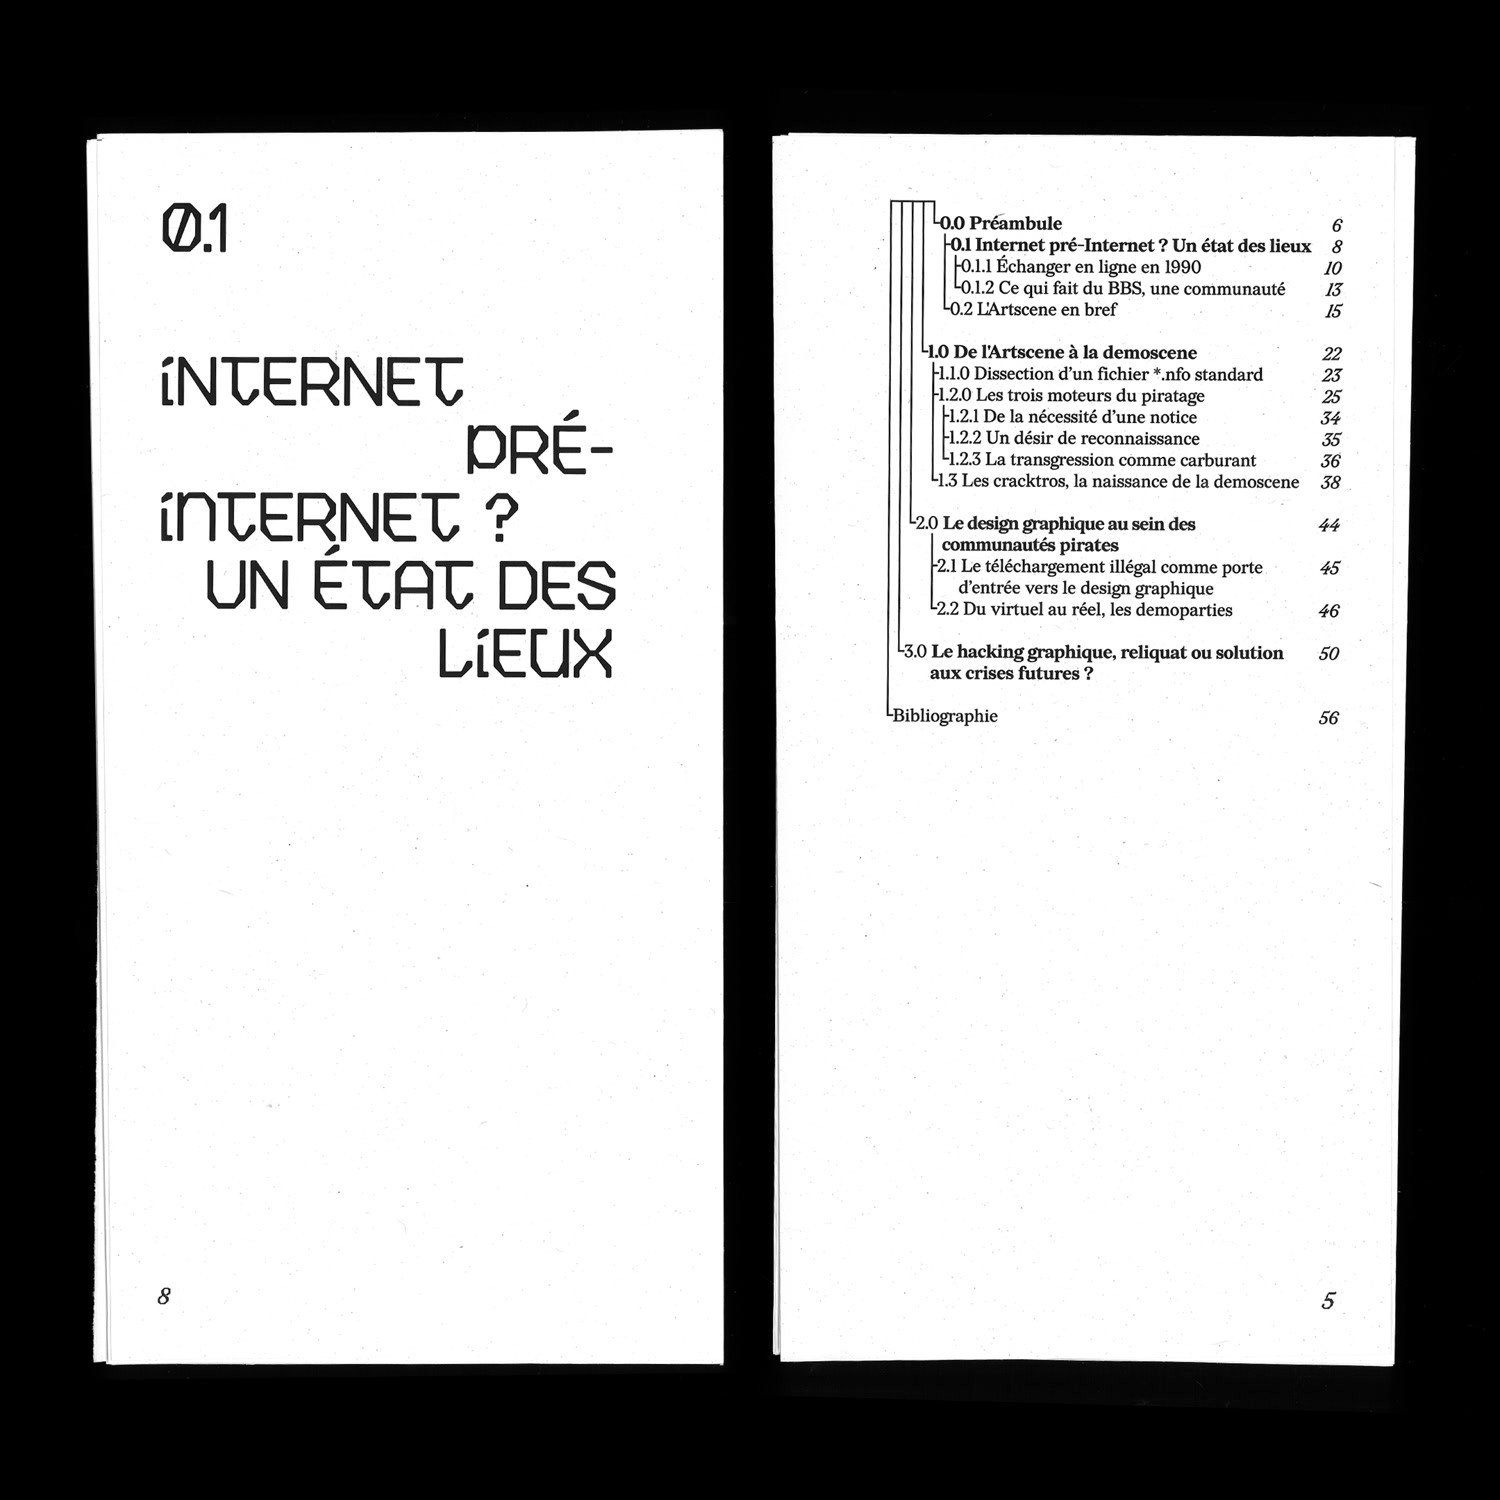 0.1
iNTERNET
PRÉ-
iNTERNET ?
UN ÉTAT DES
LiEUX
8
0.0 Préambule 6
0.1 Internet pré-Internet ? Un état des lieux 8
0.1.1 Échanger en ligne en 1990 10
0.1.2 Ce qui fait du BBS, une communauté 13
0.2 L'Artscene en bref 15
1.0 De l'Artscene à la demoscene 22
1.1.0 Dissection d'un fichier *.nfo standard 23
1.2.0 Les trois moteurs du piratage 25
1.2.1 De la nécessité d'une notice 34
1.2.2 Un désir de reconnaissance 35
1.2.3 La transgression comme carburant 36
1.3 Les cracktros, la naissance de la demoscene 38
2.0 Le design graphique au sein des 44
communautés pirates
2.1 Le téléchargement illégal comme porte 45
d'entrée vers le design graphique
2.2 Du virtuel au réel, les demoparties 46
3.0 Le hacking graphique, reliquat ou solution 50
aux crises futures ?
Bibliographie 56
5